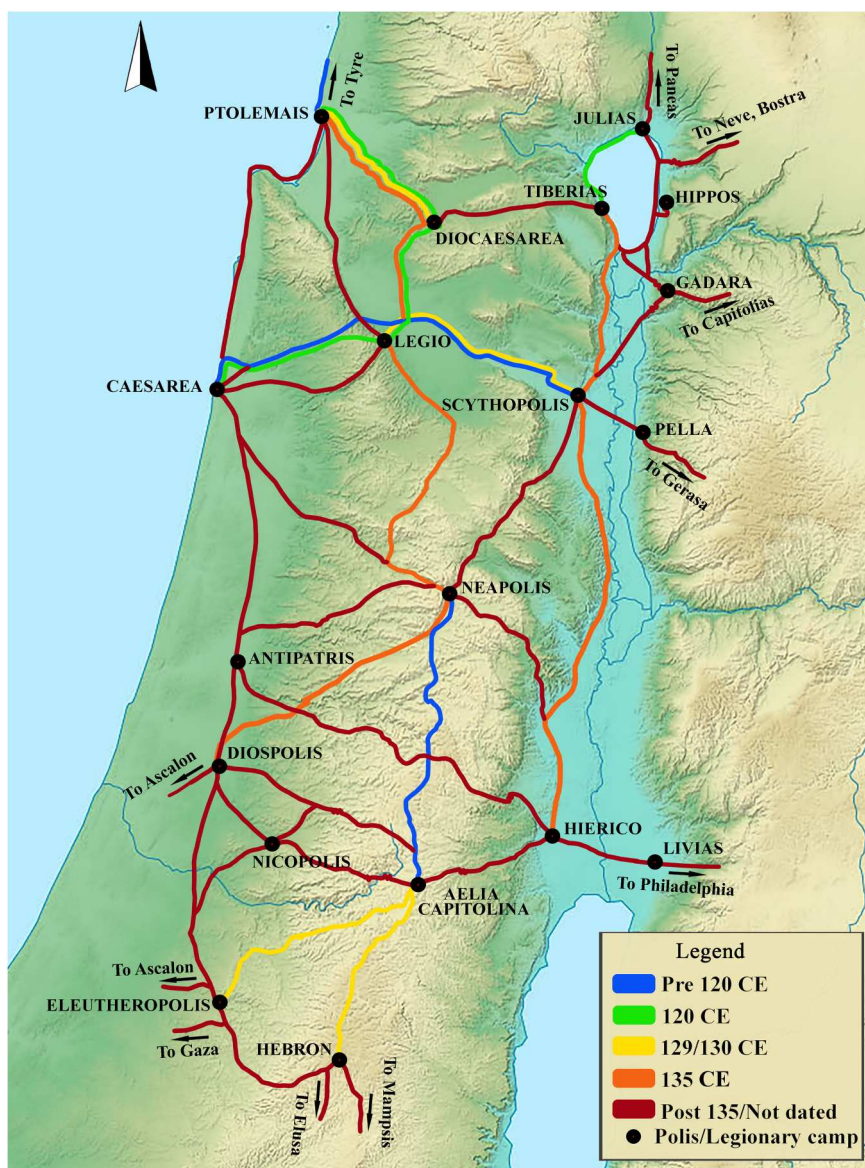 To Tyre
PTOLEMAIS
To Paneas
JULIAS
To Neve, Bostra
TIBERIAS
HIPPOS
DIOCAESAREA
GADARA
To Capitolias
LEGIO
CAESAREA
SCYTHOPOLIS
PELLA
To Gerasa
NEAPOLIS
ANTIPATRIS
To Ascalon
DIOSPOLIS
HIERICO
NICOPOLIS
LIVIAS
To Philadelphia
AELIA
CAPITOLINA
To Ascalon
ELEUTHEROPOLIS
To Gaza
HEBRON
To Elusa
To Mampsis
Legend
Pre 120 CE
120 CE
129/130 CE
135 CE
Post 135/Not dated
Polis/Legionary camp